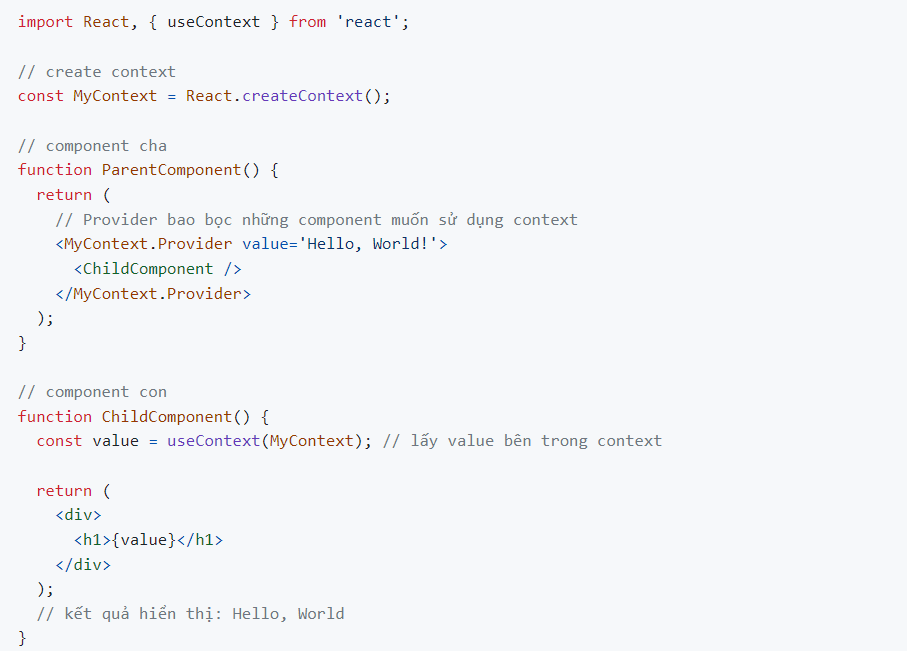 import React, { useContext } from 'react';
// create context
const MyContext = React.createContext();
// component cha
function ParentComponent() {
return (
// Provider bao bọc những component muốn sử dụng context
<MyContext.Provider value='Hello, World!'>
<ChildComponent />
</MyContext.Provider>
);
}
// component con
function ChildComponent() {
const value = useContext(MyContext); // lấy value bên trong context
return (
<div>
<h1>{value}</h1>
</div>
);
// kết quả hiển thị: Hello, World
}